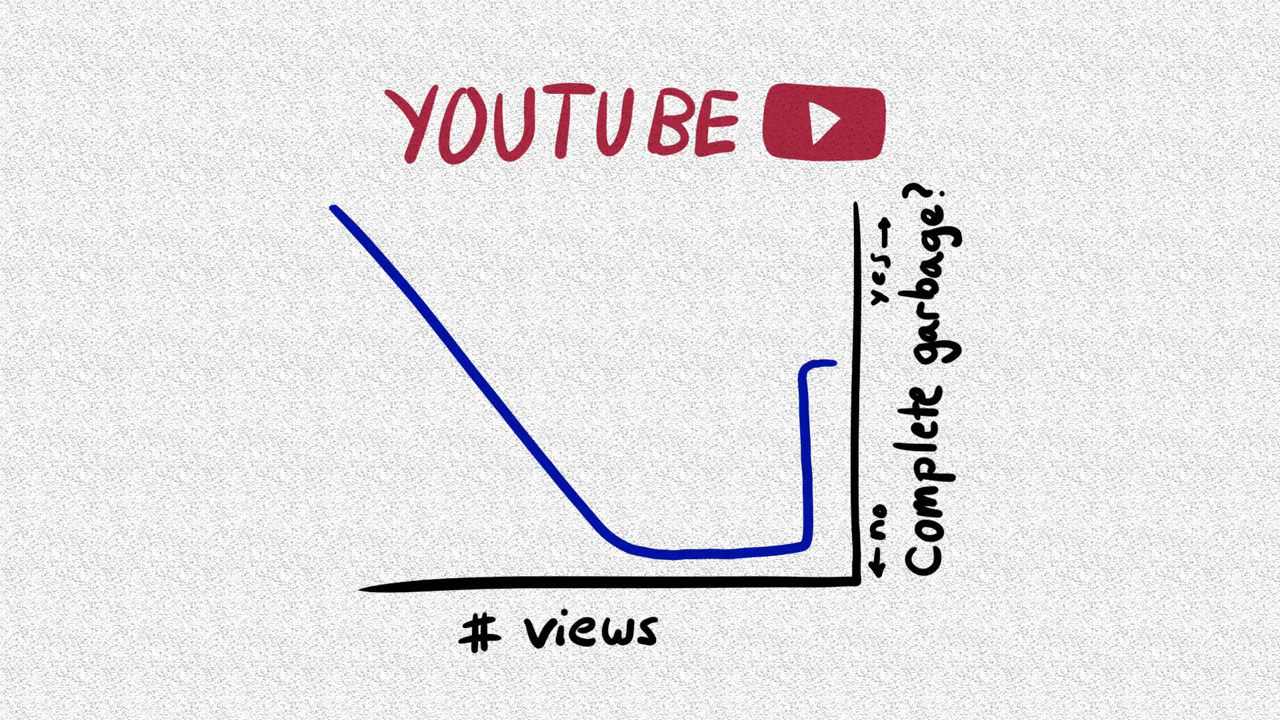 YOUTUBE
Complete garbage?
yes→
←no
# views